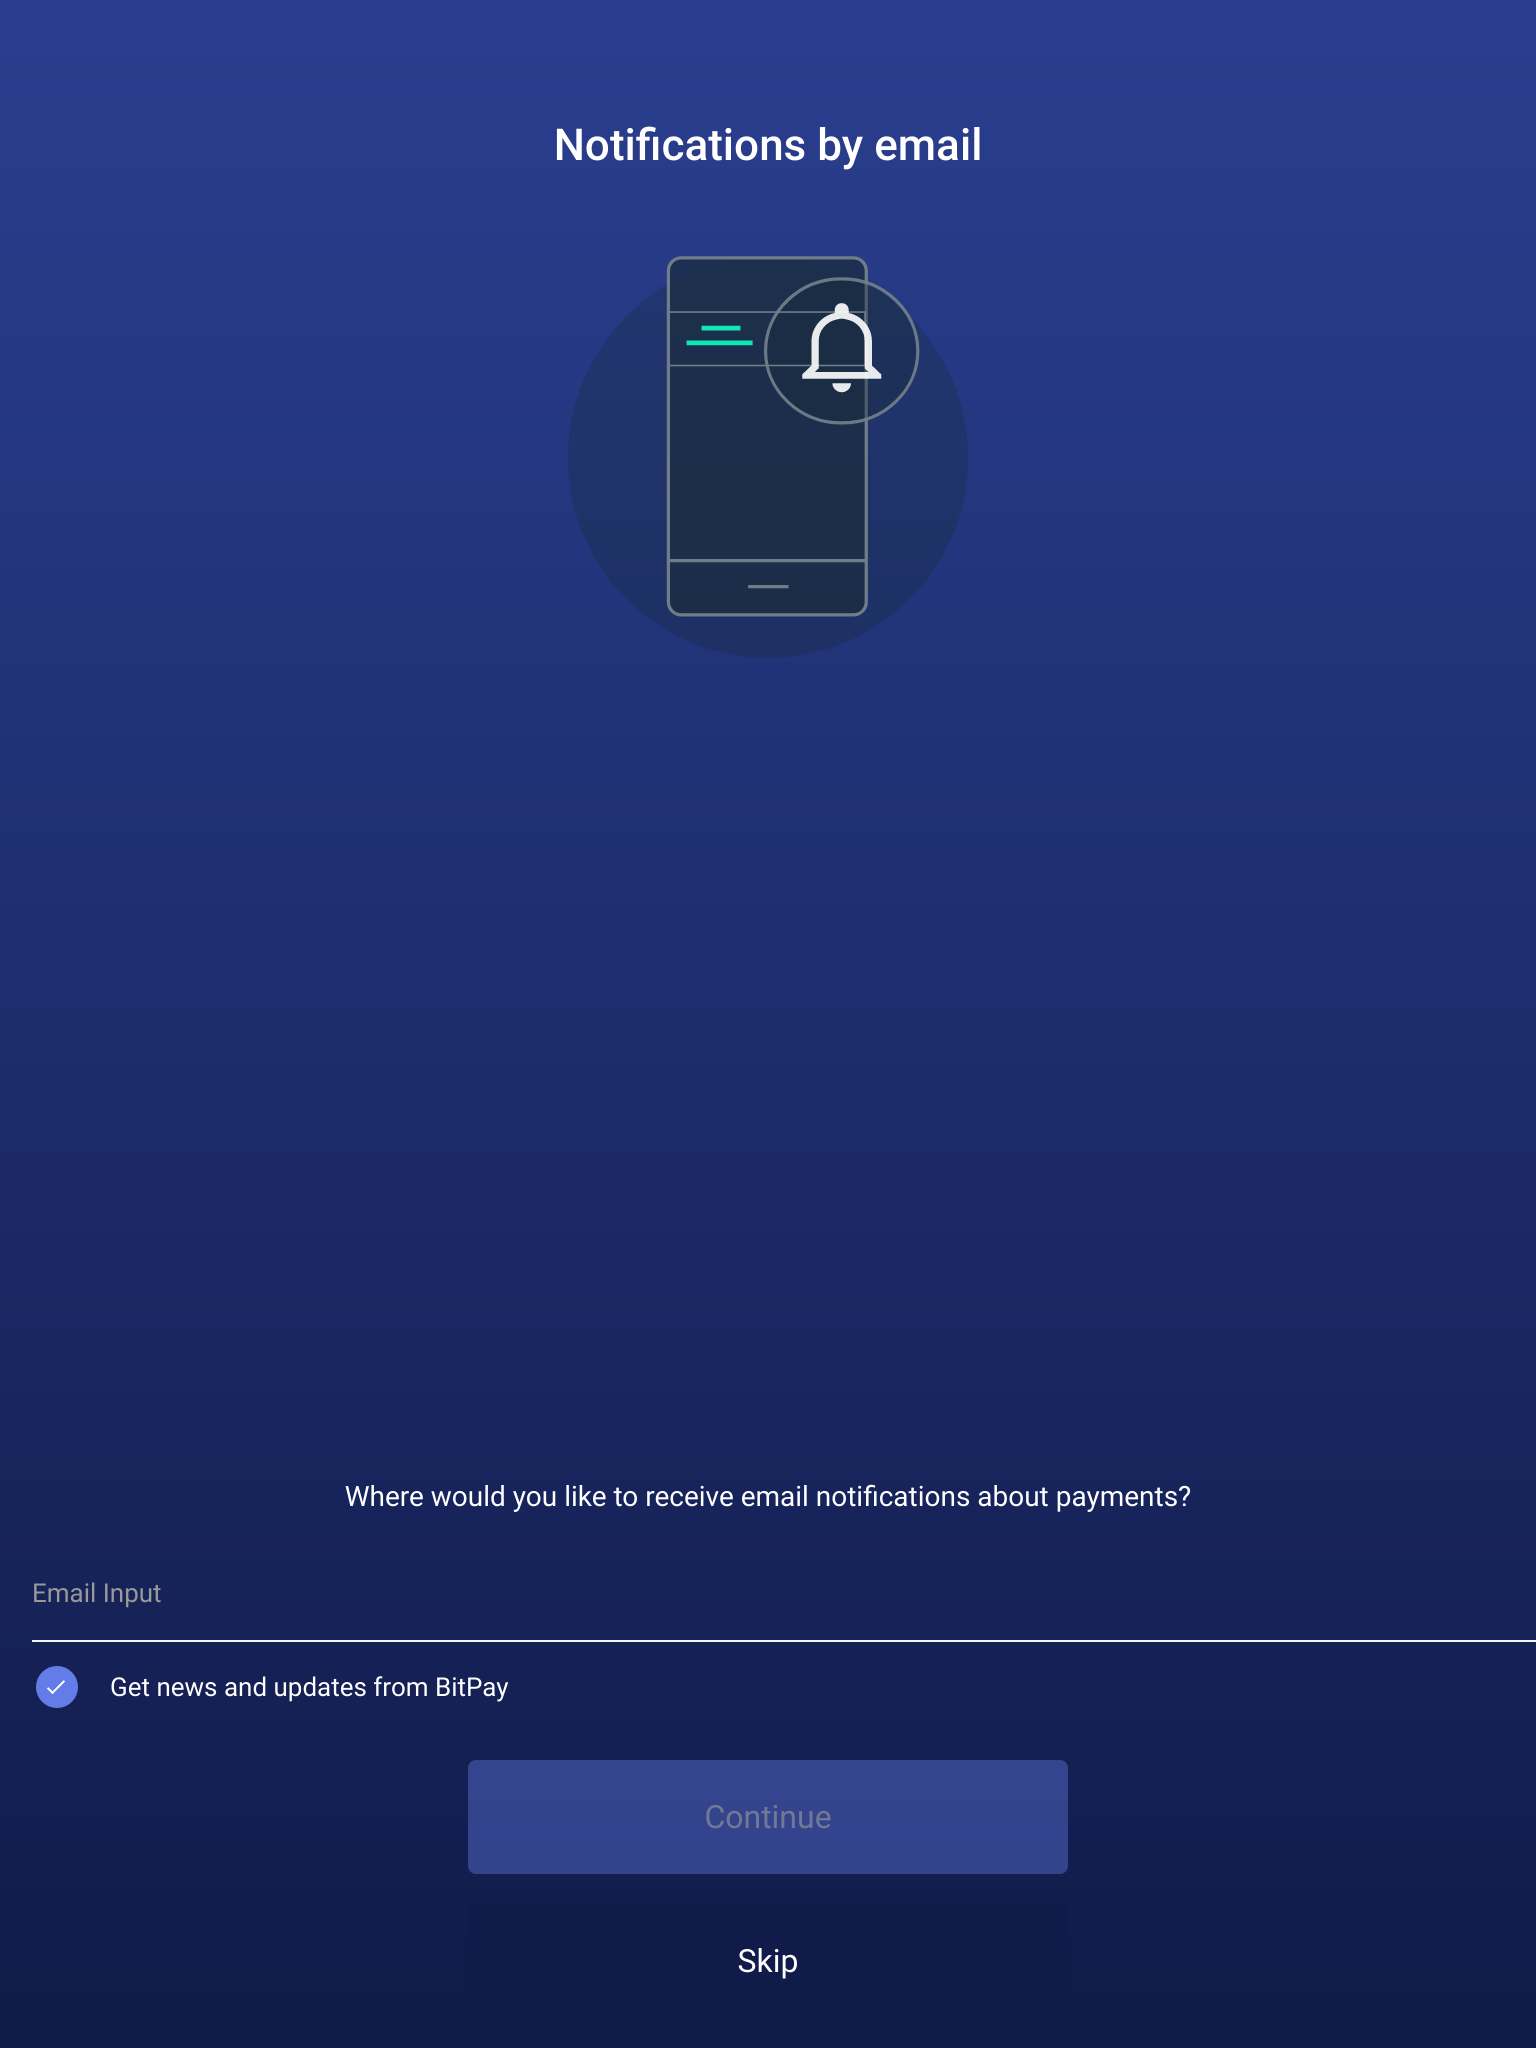 Notifications by email
Where would you like to receive email notifications about payments?
Email Input
Get news and updates from BitPay
Continue
Skip